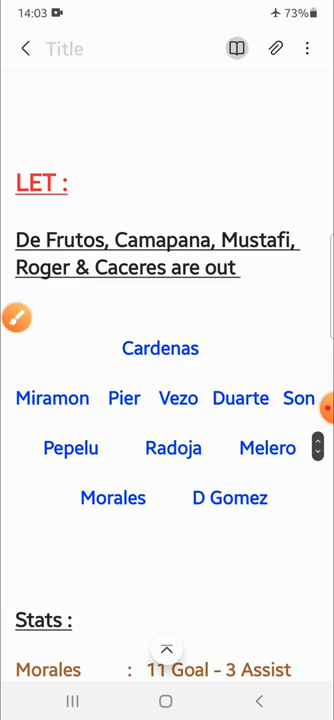 14:03 73%
Title
LET :
De Frutos, Camapana, Mustafi,
Roger & Caceres are out
Cardenas
Miramon Pier Vezo Duarte Son
Pepelu Radoja Melero
Morales D Gomez
Stats :
Morales : 11 Goal - 3 Assist